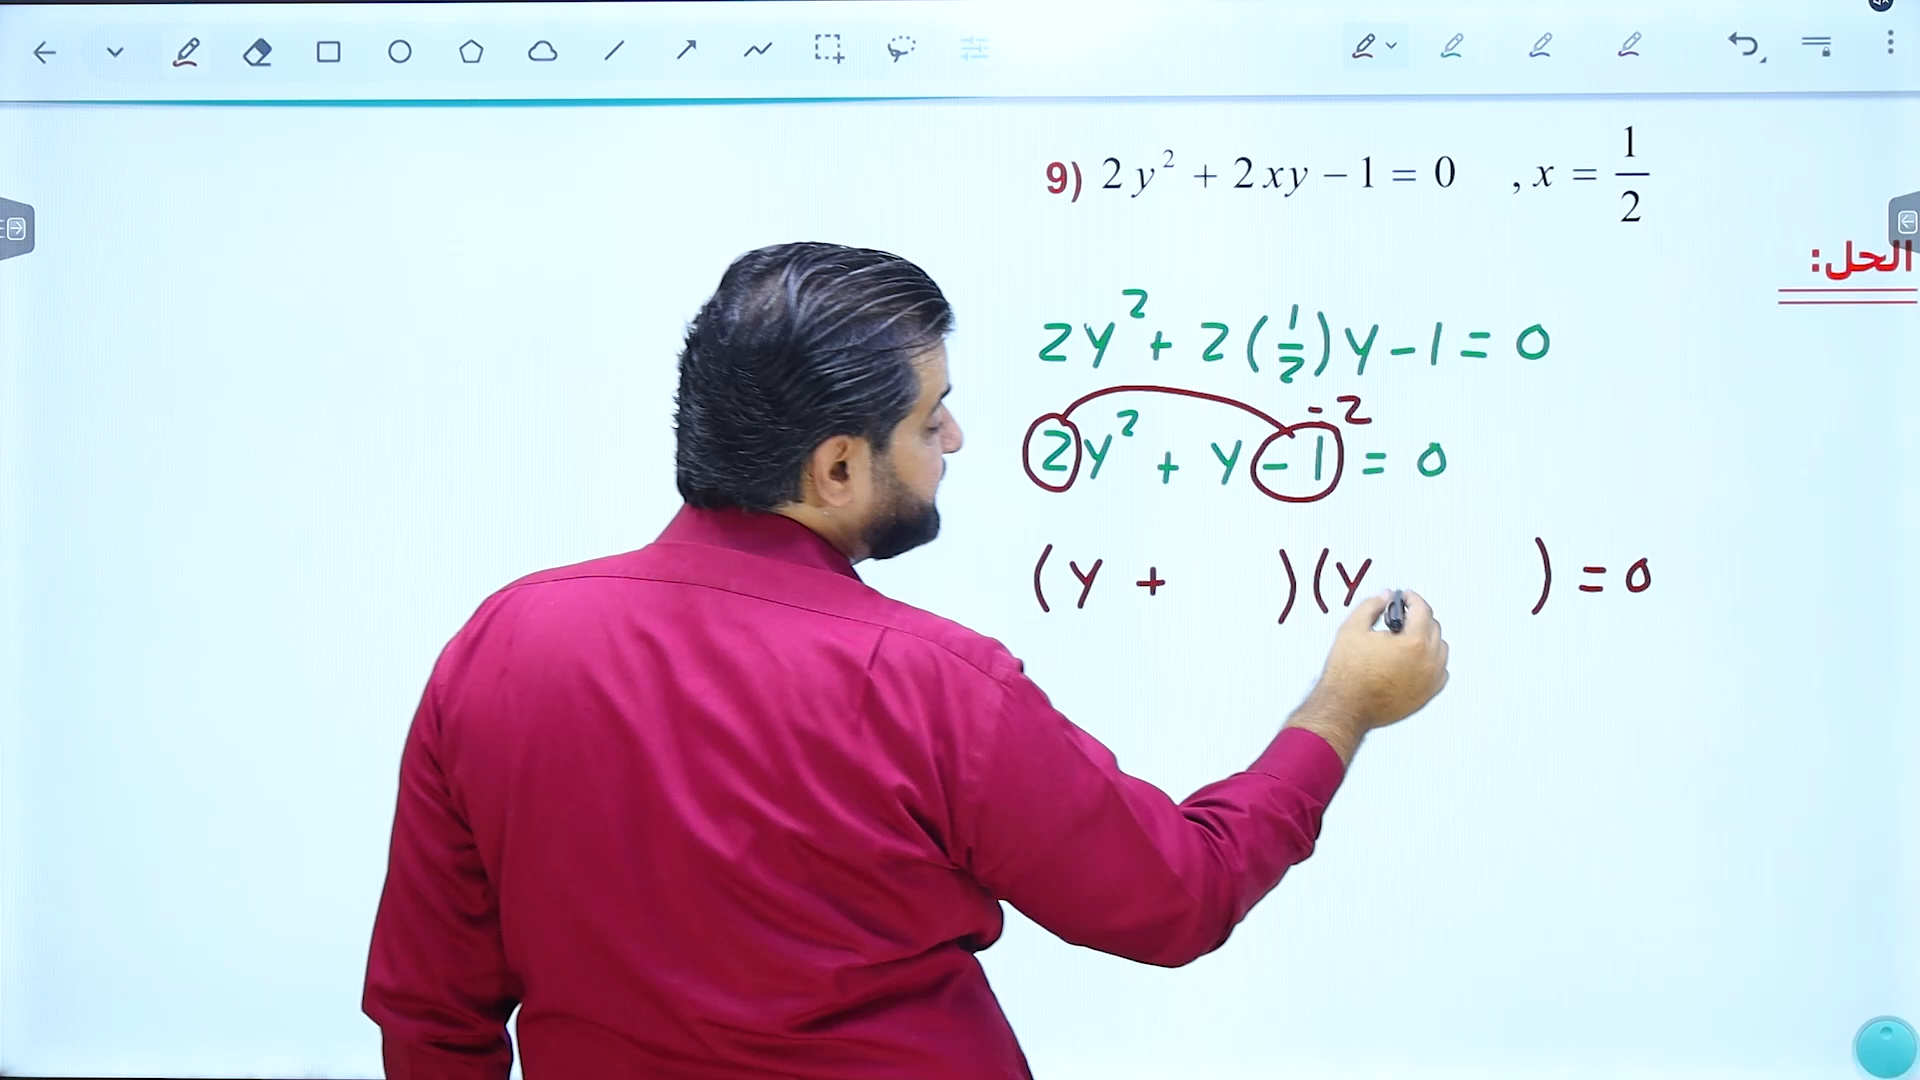 9) 2y² + 2xy − 1 = 0 , x = 1/2
الحل:
2y² + 2(1/2)y − 1 = 0
-2
2y² + y − 1 = 0
(y + )(y ) = 0